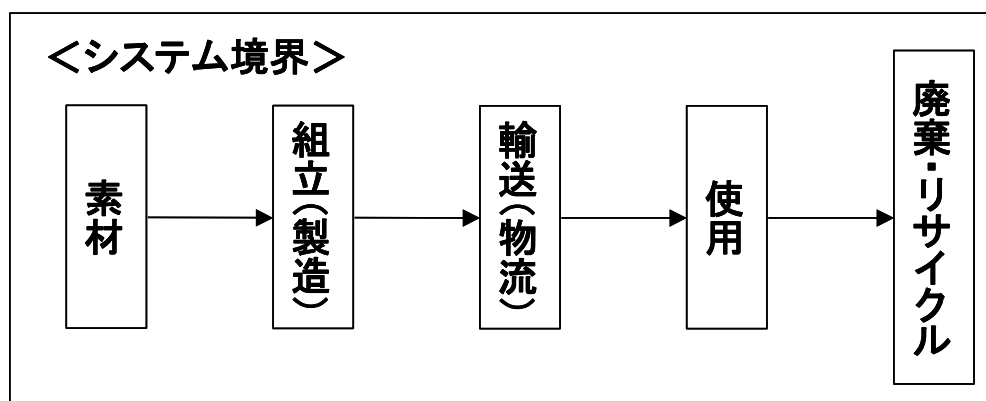 ＜システム境界＞
素材
組立(製造)
輸送(物流)
使用
廃棄・リサイクル